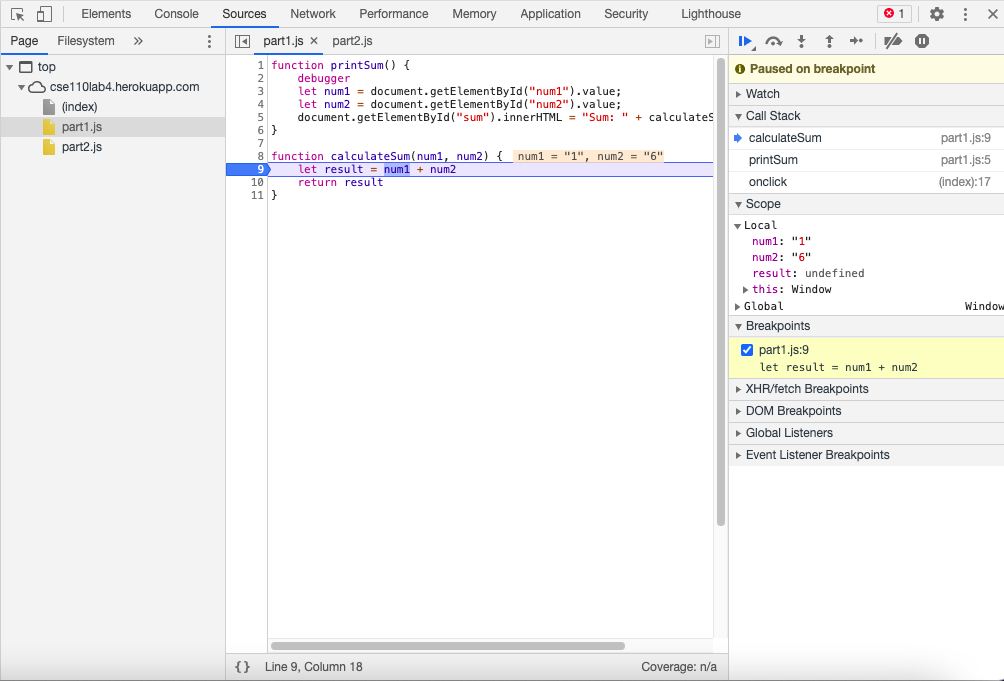 Elements Console Sources Network Performance Memory Application Security Lighthouse 1
Page Filesystem »
top
cse110lab4.herokuapp.com
(index)
part1.js
part2.js
part1.js × part2.js
1 function printSum() {
2 debugger
3 let num1 = document.getElementById("num1").value;
4 let num2 = document.getElementById("num2").value;
5 document.getElementById("sum").innerHTML = "Sum: " + calculateS
6 }
7
8 function calculateSum(num1, num2) { num1 = "1", num2 = "6"
9 let result = num1 + num2
10 return result
11 }
{ } Line 9, Column 18 Coverage: n/a
Paused on breakpoint
Watch
Call Stack
calculateSum part1.js:9
printSum part1.js:5
onclick (index):17
Scope
Local
num1: "1"
num2: "6"
result: undefined
this: Window
Global Window
Breakpoints
part1.js:9
let result = num1 + num2
XHR/fetch Breakpoints
DOM Breakpoints
Global Listeners
Event Listener Breakpoints